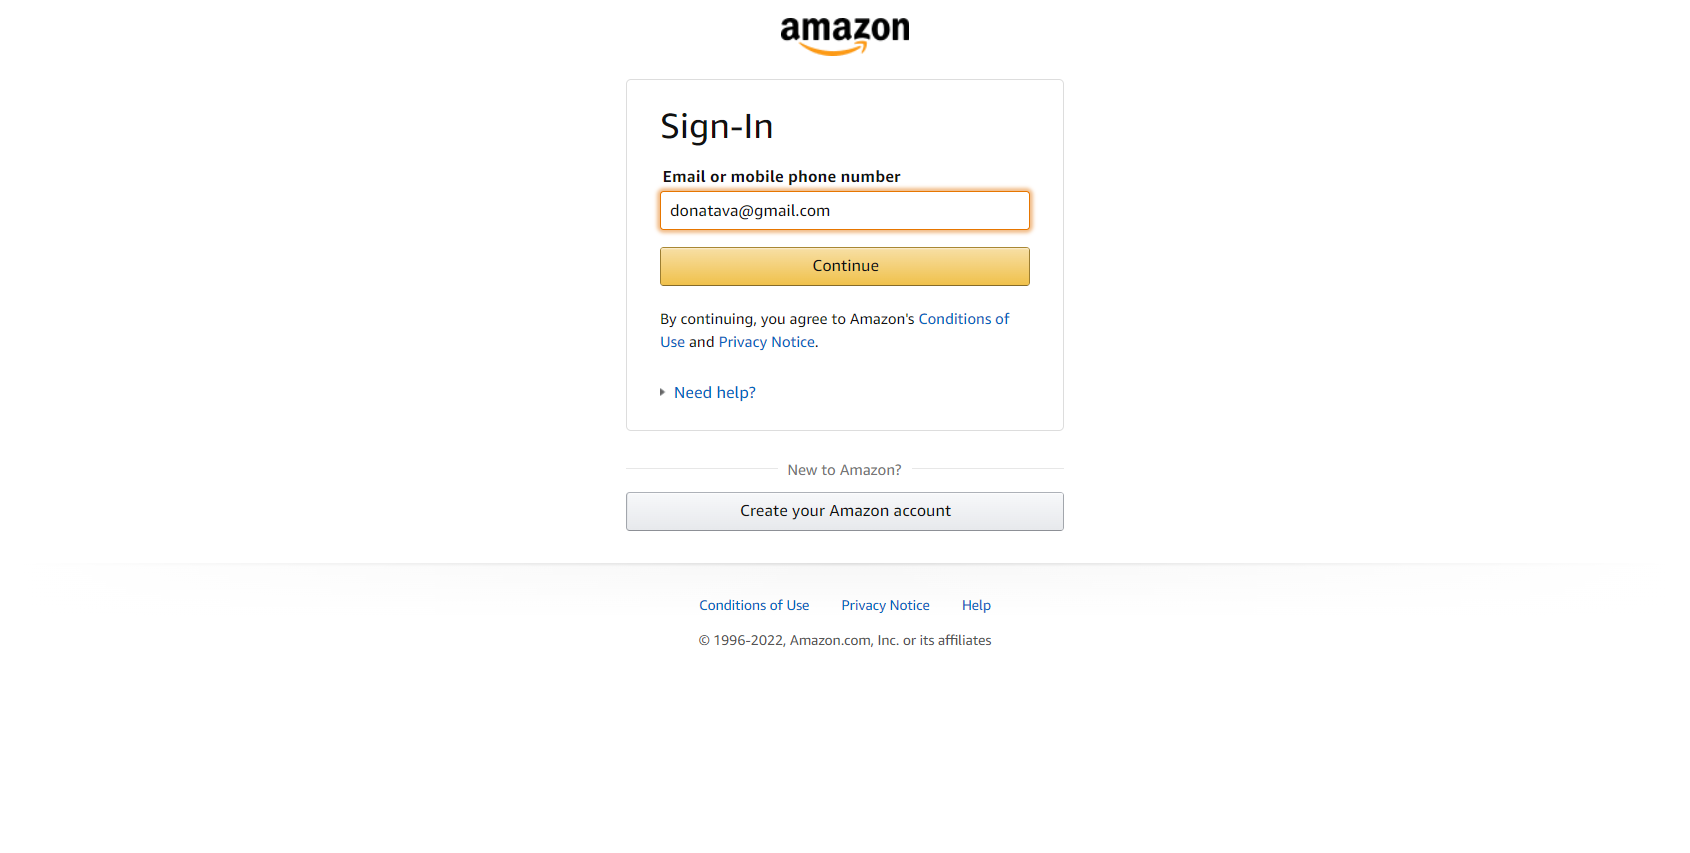 amazon
Sign-In
Email or mobile phone number
donatava@gmail.com
Continue
By continuing, you agree to Amazon's Conditions of
Use and Privacy Notice.
Need help?
New to Amazon?
Create your Amazon account
Conditions of Use Privacy Notice Help
© 1996-2022, Amazon.com, Inc. or its affiliates